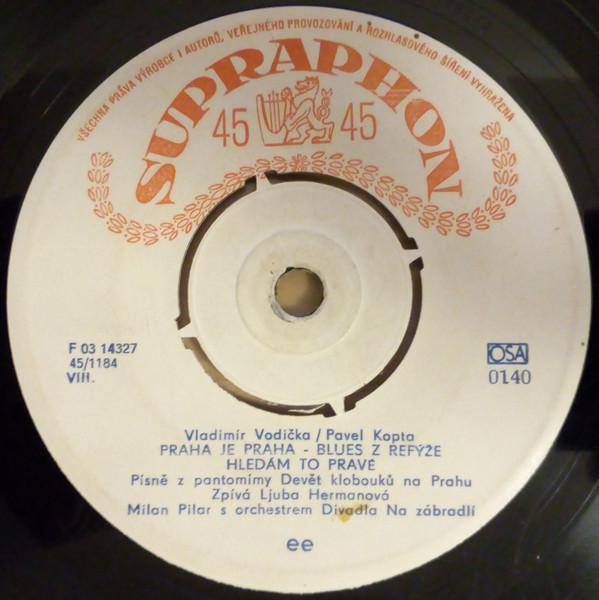 VŠECHNA PRÁVA VÝROBCE I AUTORŮ, VEŘEJNÉHO PROVOZOVÁNÍ A ROZHLASOVÉHO ŠÍŘENÍ VYHRAŽENA
SUPRAPHON
45 45
F 03 14327
45/1184
VIII.
OSA
0140
Vladimír Vodička / Pavel Kopta
PRAHA JE PRAHA - BLUES Z REFÝŽE
HLEDÁM TO PRAVÉ
Písně z pantomímy Devět klobouků na Prahu
Zpívá Ljuba Hermanová
Milan Pilar s orchestrem Divadla Na zábradlí
ee